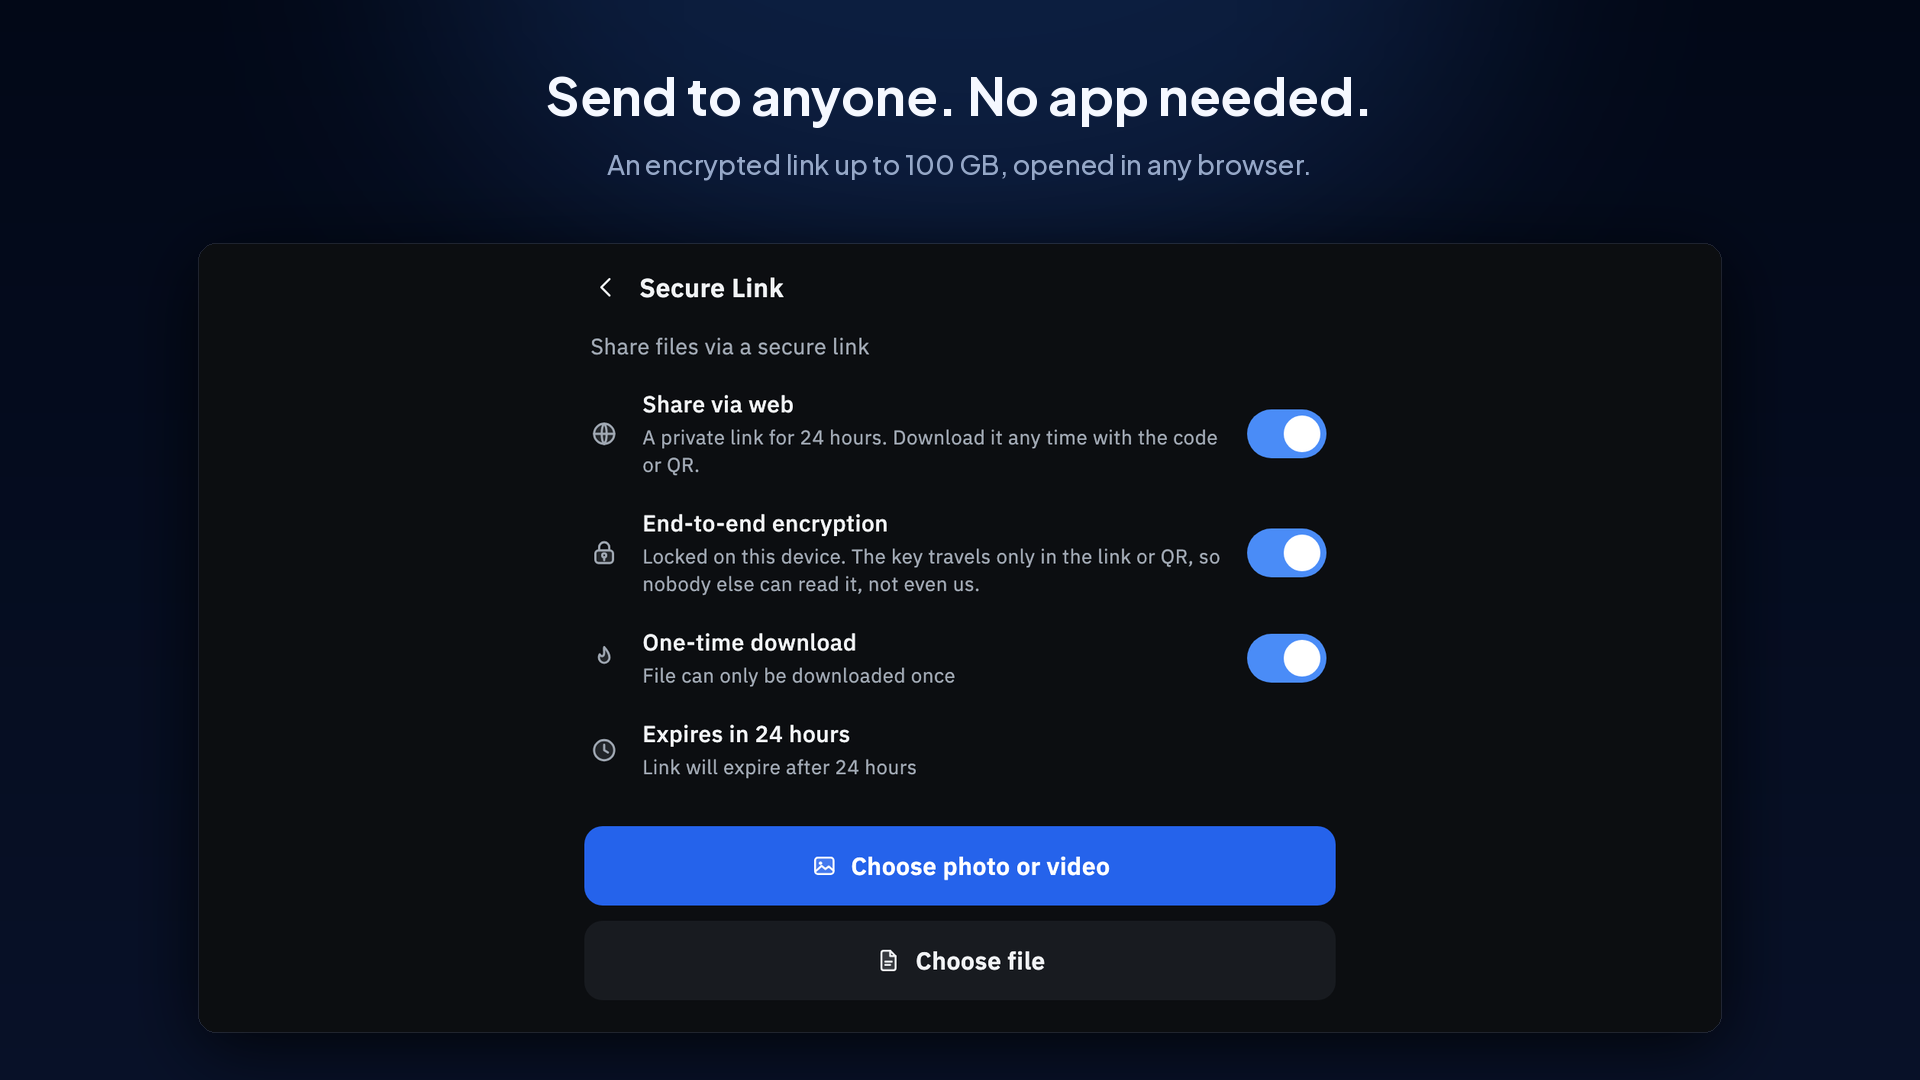 Send to anyone. No app needed.
An encrypted link up to 100 GB, opened in any browser.
Secure Link
Share files via a secure link
Share via web
A private link for 24 hours. Download it any time with the code
or QR.
End-to-end encryption
Locked on this device. The key travels only in the link or QR, so
nobody else can read it, not even us.
One-time download
File can only be downloaded once
Expires in 24 hours
Link will expire after 24 hours
Choose photo or video
Choose file